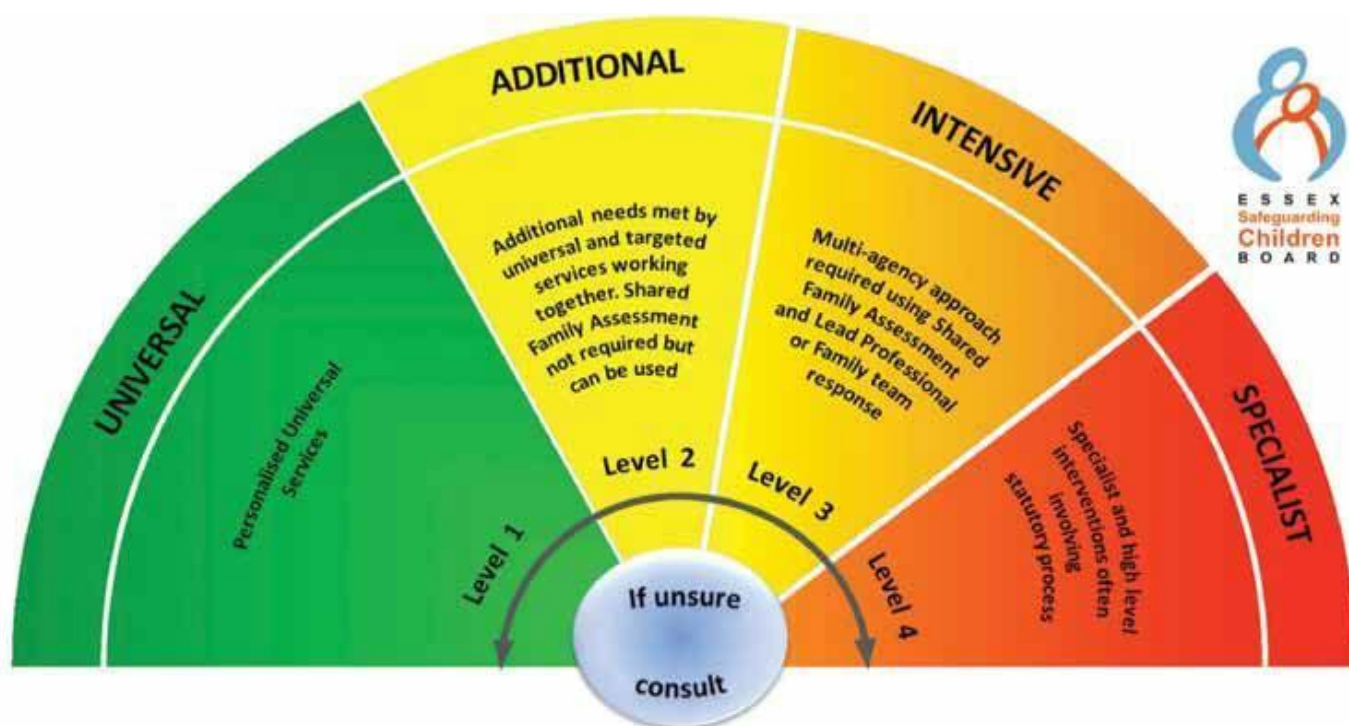 UNIVERSAL
Personalised Universal
Services
Level 1
ADDITIONAL
Additional needs met by
universal and targeted
services working
together. Shared
Family Assessment
not required but
can be used
Level 2
INTENSIVE
Multi-agency approach
required using Shared
Family Assessment
and Lead Professional
or Family team
response
Level 3
SPECIALIST
Specialist and high level
interventions often
involving
statutory process
Level 4
If unsure
consult
ESSEX
Safeguarding
Children
BOARD